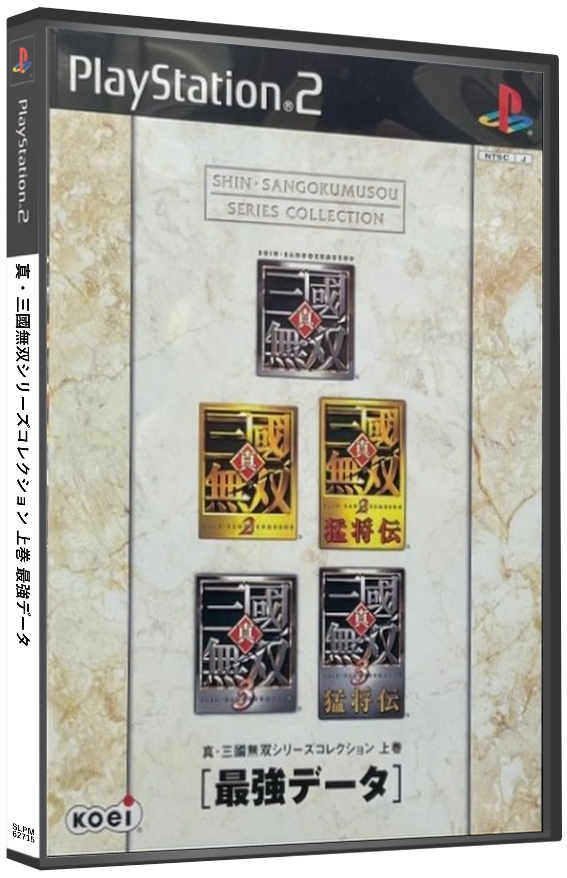 PlayStation®2
NTSC J
SHIN・SANGOKUMUSOU
SERIES COLLECTION
SHIN・SANGOKUMUSOU
三國
真
無双
三國
真
無双
2
三國
真
無双
2
猛将伝
三國
真
無双
3
三國
真
無双
3
猛将伝
真・三國無双シリーズコレクション 上巻
[最強データ]
KOEI
PlayStation®2
真・三國無双シリーズコレクション 上巻 最強データ
SLPM
62715